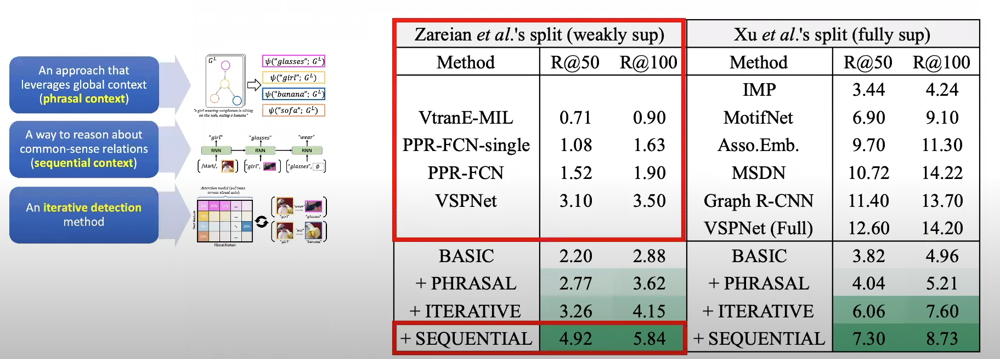 An approach that
leverages global context
(phrasal context)
A way to reason about
common-sense relations
(sequential context)
An iterative detection
method
G^L
ψ("glasses"; G^L)
ψ("girl"; G^L)
ψ("banana"; G^L)
ψ("sofa"; G^L)
"a girl wearing sunglasses is sitting
on the sofa, eating a banana"
"girl" "glasses" "wear"
RNN RNN RNN
/start/, "girl", "glasses", ∅
Attention model (softmax
across visual axis)
... 
...
...
95%
...
Visual feature
"wear"
"girl" "glasses"
"eat"
"girl" "banana"
Zareian et al.'s split (weakly sup) Xu et al.'s split (fully sup)
Method R@50 R@100 Method R@50 R@100
IMP 3.44 4.24
VtranE-MIL 0.71 0.90 MotifNet 6.90 9.10
PPR-FCN-single 1.08 1.63 Asso.Emb. 9.70 11.30
PPR-FCN 1.52 1.90 MSDN 10.72 14.22
VSPNet 3.10 3.50 Graph R-CNN 11.40 13.70
VSPNet (Full) 12.60 14.20
BASIC 2.20 2.88 BASIC 3.82 4.96
+ PHRASAL 2.77 3.62 + PHRASAL 4.04 5.21
+ ITERATIVE 3.26 4.15 + ITERATIVE 6.06 7.60
+ SEQUENTIAL 4.92 5.84 + SEQUENTIAL 7.30 8.73